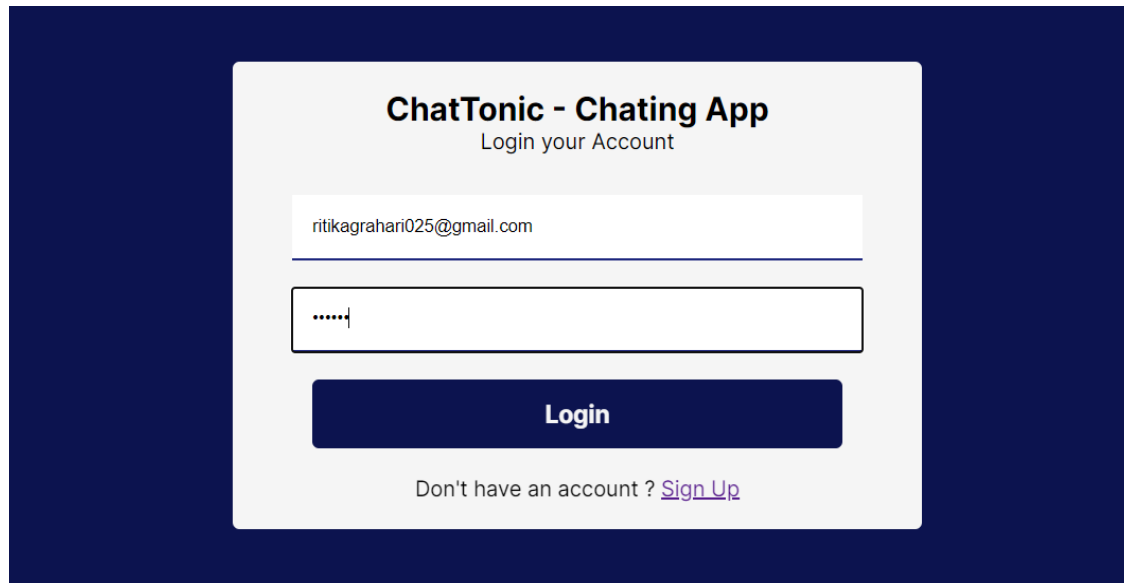 ChatTonic - Chating App
Login your Account
ritikagrahari025@gmail.com
••••••
Login
Don't have an account ? Sign Up